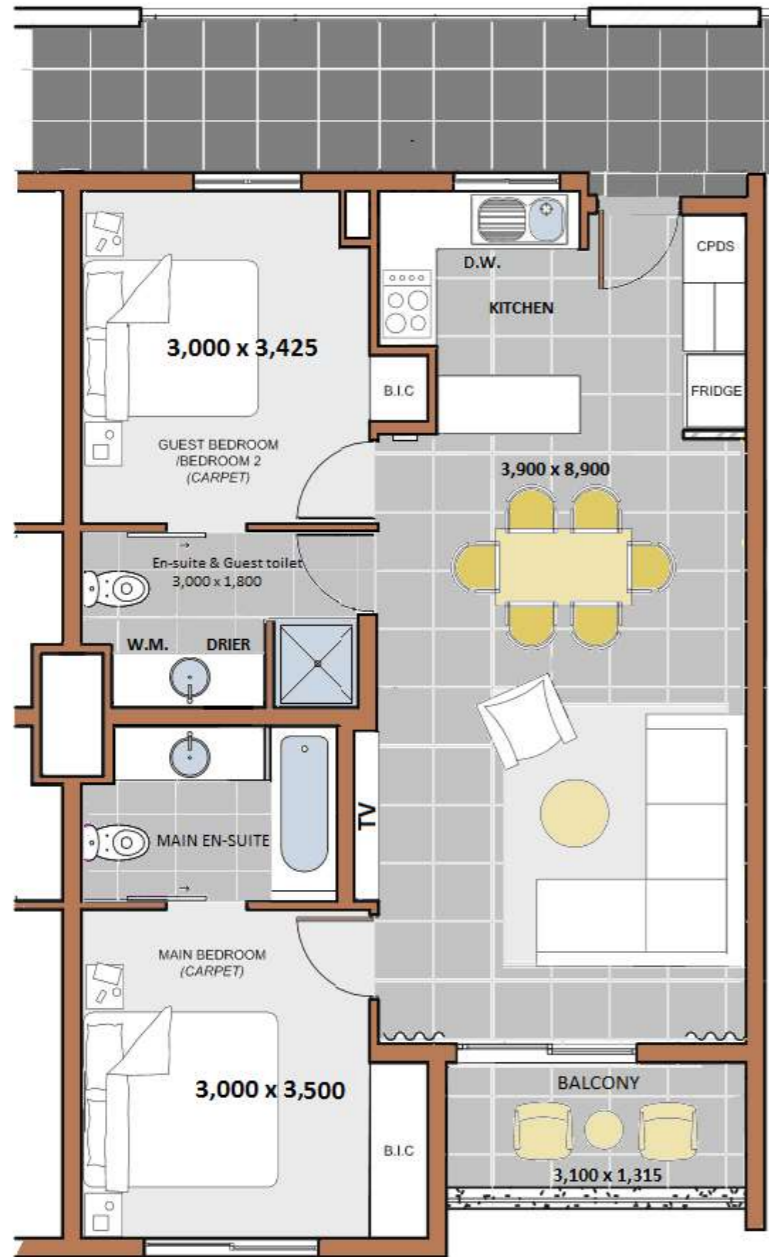 D.W.
CPDS
KITCHEN
3,000 x 3,425
B.I.C
FRIDGE
GUEST BEDROOM
/BEDROOM 2
(CARPET)
3,900 x 8,900
En-suite & Guest toilet
3,000 x 1,800
W.M.
DRIER
TV
MAIN EN-SUITE
MAIN BEDROOM
(CARPET)
3,000 x 3,500
B.I.C
BALCONY
3,100 x 1,315